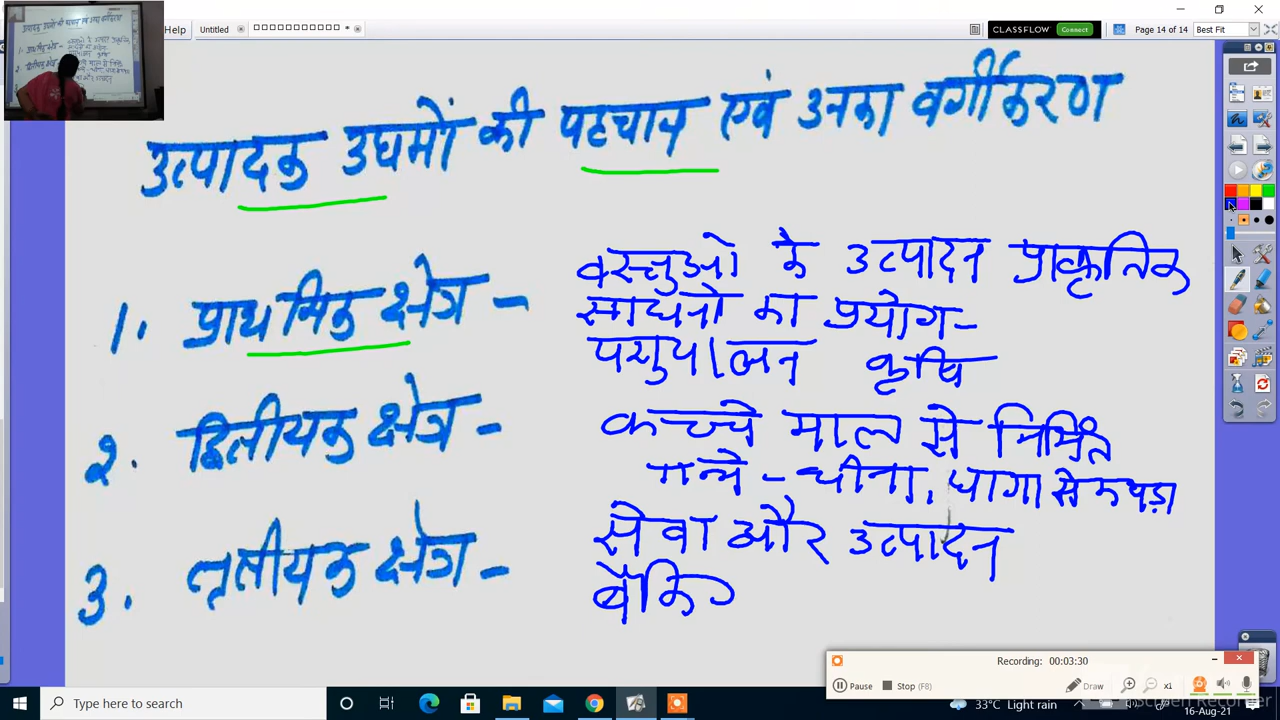 Untitled
CLASSFLOW Connect
Page 14 of 14
Best Fit
उत्पादक उद्यमों की पहचान एवं उनका वर्गीकरण
1. प्राथमिक क्षेत्र - वस्तुओ के उत्पादन प्राकृतिक
साधनो का प्रयोग-
पशुपालन कृषि
२. द्वितीयक क्षेत्र - कच्चे माल से निर्मित
गन्ने - चीना, धागा से कपड़ा
3. तृतीयक क्षेत्र - सेवा और उत्पादन
बैंकि
Recording: 00:03:30
Pause Stop (F8) Draw x1
Type here to search
33°C Light rain
16-Aug-21